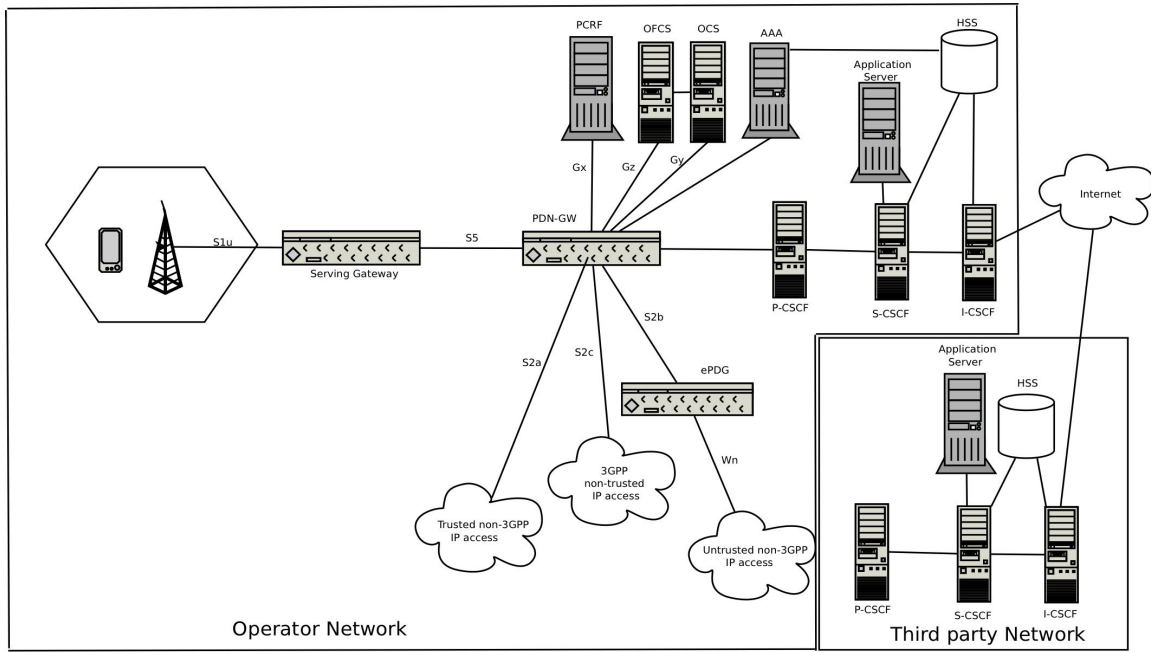 PCRF
OFCS
OCS
AAA
HSS
Application
Server
Gx
Gz
Gy
Internet
PDN-GW
S1u
S5
Serving Gateway
P-CSCF
S-CSCF
I-CSCF
S2b
S2a
S2c
ePDG
Application
Server
HSS
Wn
3GPP
non-trusted
IP access
Trusted non-3GPP
IP access
Untrusted non-3GPP
IP access
P-CSCF
S-CSCF
I-CSCF
Operator Network
Third party Network